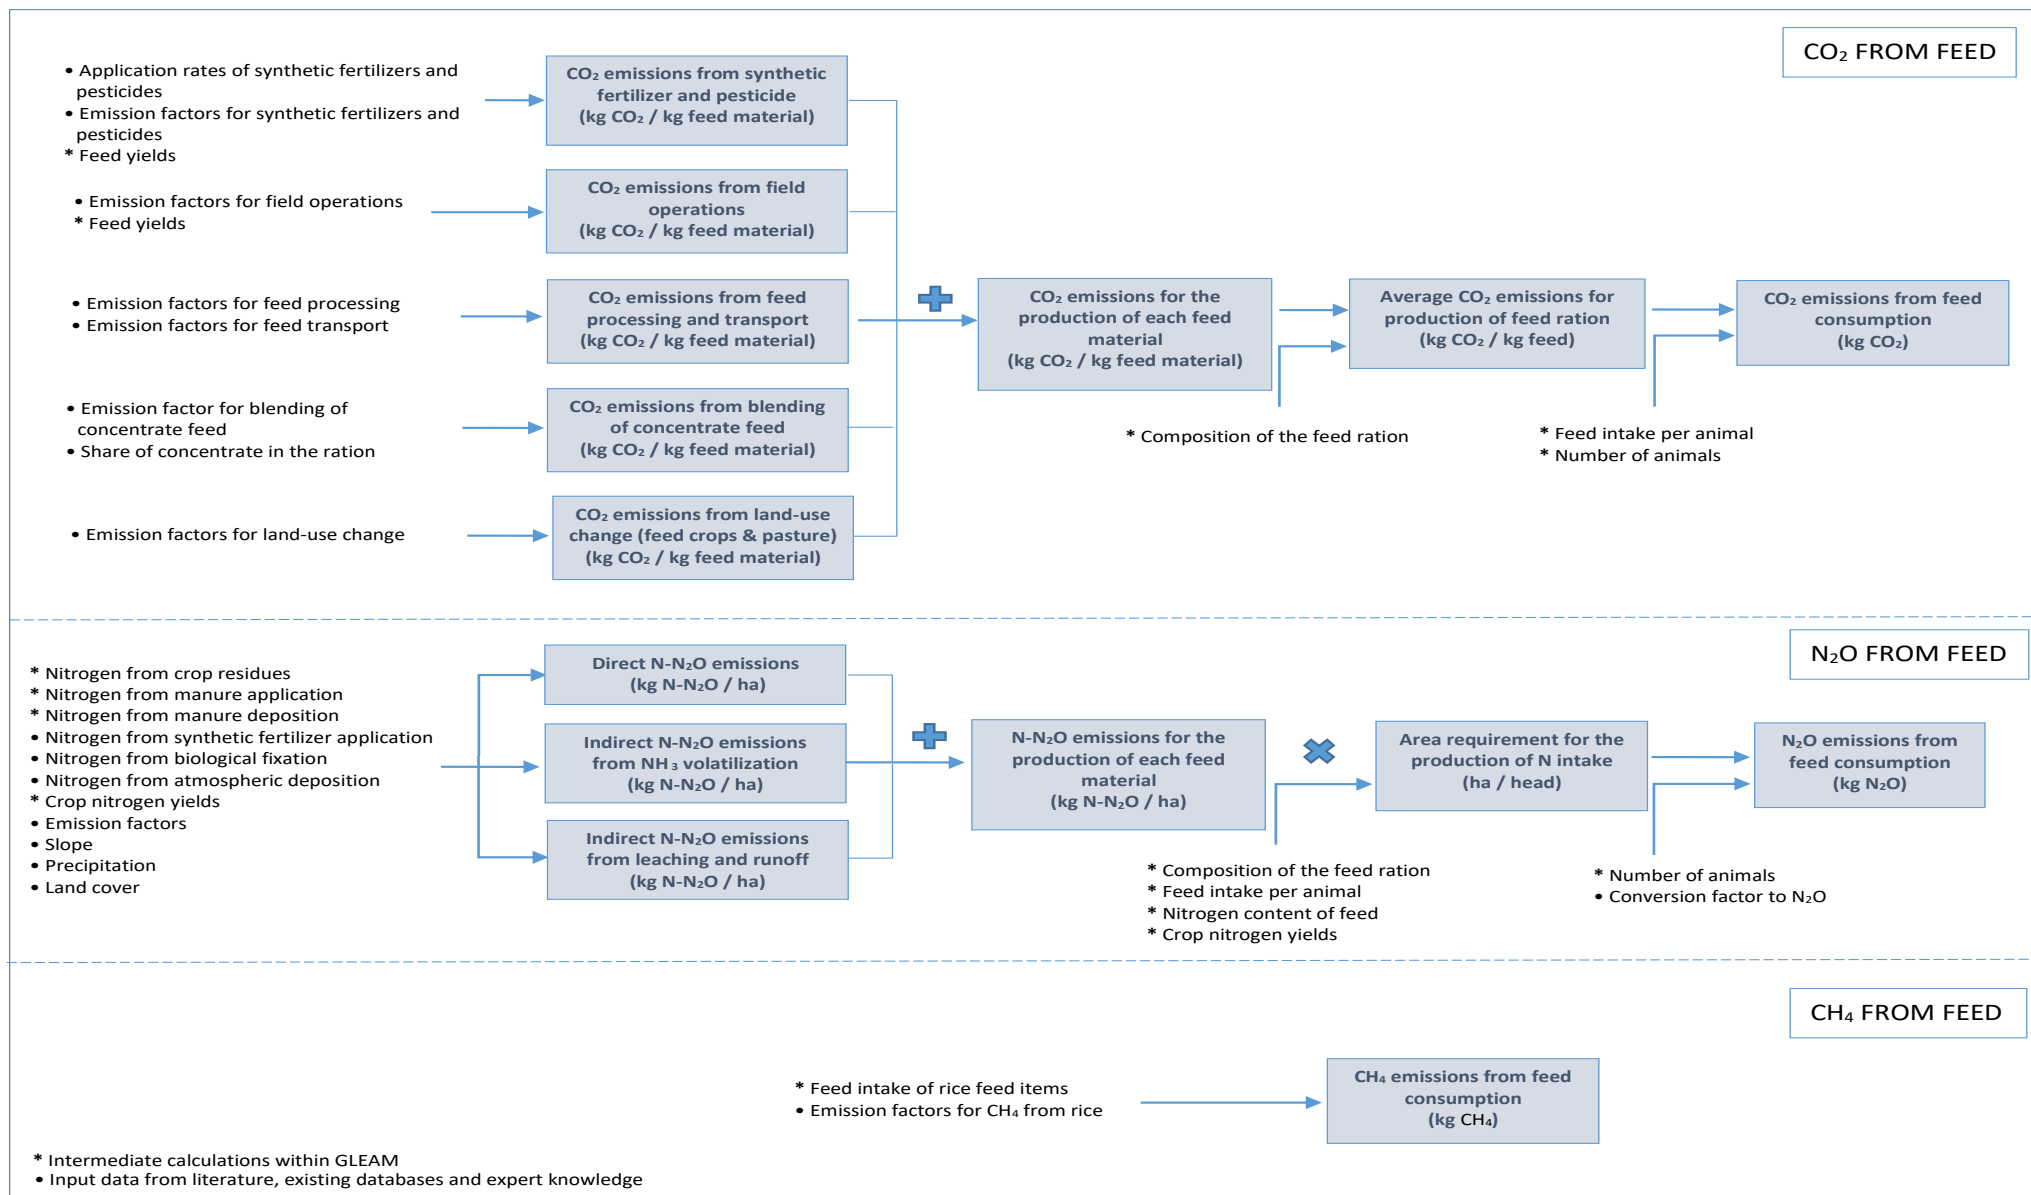 CO₂ FROM FEED
• Application rates of synthetic fertilizers and
pesticides
• Emission factors for synthetic fertilizers and
pesticides
* Feed yields
CO₂ emissions from synthetic
fertilizer and pesticide
(kg CO₂ / kg feed material)
• Emission factors for field operations
* Feed yields
CO₂ emissions from field
operations
(kg CO₂ / kg feed material)
• Emission factors for feed processing
• Emission factors for feed transport
CO₂ emissions from feed
processing and transport
(kg CO₂ / kg feed material)
• Emission factor for blending of
concentrate feed
• Share of concentrate in the ration
CO₂ emissions from blending
of concentrate feed
(kg CO₂ / kg feed material)
• Emission factors for land-use change
CO₂ emissions from land-use
change (feed crops & pasture)
(kg CO₂ / kg feed material)
CO₂ emissions for the
production of each feed
material
(kg CO₂ / kg feed material)
* Composition of the feed ration
Average CO₂ emissions for
production of feed ration
(kg CO₂ / kg feed)
* Feed intake per animal
* Number of animals
CO₂ emissions from feed
consumption
(kg CO₂)
N₂O FROM FEED
* Nitrogen from crop residues
* Nitrogen from manure application
* Nitrogen from manure deposition
• Nitrogen from synthetic fertilizer application
• Nitrogen from biological fixation
• Nitrogen from atmospheric deposition
* Crop nitrogen yields
• Emission factors
• Slope
• Precipitation
• Land cover
Direct N-N₂O emissions
(kg N-N₂O / ha)
Indirect N-N₂O emissions
from NH₃ volatilization
(kg N-N₂O / ha)
Indirect N-N₂O emissions
from leaching and runoff
(kg N-N₂O / ha)
N-N₂O emissions for the
production of each feed
material
(kg N-N₂O / ha)
* Composition of the feed ration
* Feed intake per animal
* Nitrogen content of feed
* Crop nitrogen yields
Area requirement for the
production of N intake
(ha / head)
* Number of animals
• Conversion factor to N₂O
N₂O emissions from
feed consumption
(kg N₂O)
CH₄ FROM FEED
* Feed intake of rice feed items
• Emission factors for CH₄ from rice
CH₄ emissions from feed
consumption
(kg CH₄)
* Intermediate calculations within GLEAM
• Input data from literature, existing databases and expert knowledge